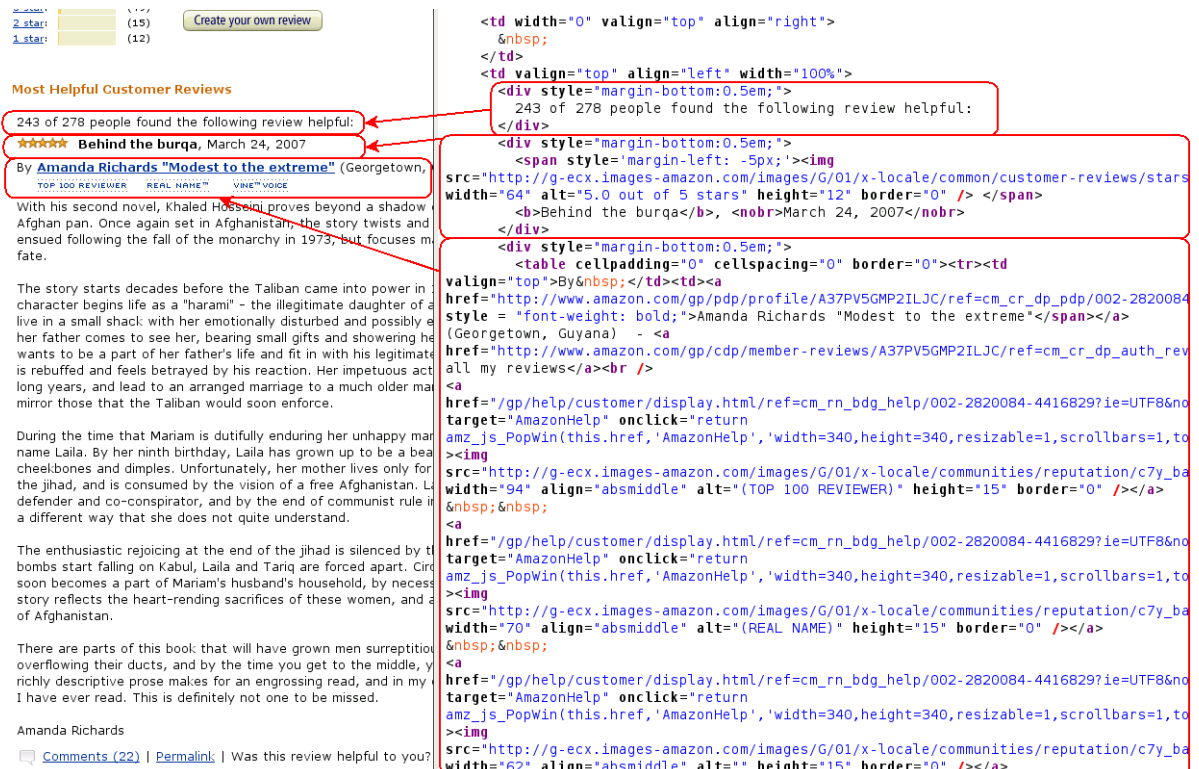 2 star: (15)
Create your own review
1 star: (12)
Most Helpful Customer Reviews
243 of 278 people found the following review helpful:
Behind the burqa, March 24, 2007
By Amanda Richards "Modest to the extreme" (Georgetown,
TOP 100 REVIEWER REAL NAME™ VINE™ VOICE
With his second novel, Khaled Hosseini proves beyond a shadow
Afghan pan. Once again set in Afghanistan, the story twists and
ensued following the fall of the monarchy in 1973, but focuses
fate.
The story starts decades before the Taliban came into power in
character begins life as a "harami" – the illegitimate daughter of
live in a small shack with her emotionally disturbed and possibly
her father comes to see her, bearing small gifts and showering
wants to be a part of her father's life and fit in with his legitimate
is rebuffed and feels betrayed by his reaction. Her impetuous
long years, and lead to an arranged marriage to a much older
mirror those that the Taliban would soon enforce.
During the time that Mariam is dutifully enduring her unhappy
name Laila. By her ninth birthday, Laila has grown up to be a
cheekbones and dimples. Unfortunately, her mother lives only for
the jihad, and is consumed by the vision of a free Afghanistan.
defender and co-conspirator, and by the end of communist rule
a different way that she does not quite understand.
The enthusiastic rejoicing at the end of the jihad is silenced by
bombs start falling on Kabul, Laila and Tariq are forced apart.
soon becomes a part of Mariam's husband's household, by
story reflects the heart-rending sacrifices of these women, and
of Afghanistan.
There are parts of this book that will have grown men
overflowing their ducts, and by the time you get to the middle,
richly descriptive prose makes for an engrossing read, and in my
I have ever read. This is definitely not one to be missed.
Amanda Richards
Comments (22) | Permalink | Was this review helpful to you?
<td width="0" valign="top" align="right">
&nbsp;
</td>
<td valign="top" align="left" width="100%">
<div style="margin-bottom:0.5em;">
243 of 278 people found the following review helpful:
</div>
<div style="margin-bottom:0.5em;">
<span style='margin-left: -5px;'><img
src="http://g-ecx.images-amazon.com/images/G/01/x-locale/common/customer-reviews/stars
width="64" alt="5.0 out of 5 stars" height="12" border="0" /> </span>
<b>Behind the burqa</b>, <nobr>March 24, 2007</nobr>
</div>
<div style="margin-bottom:0.5em;">
<table cellpadding="0" cellspacing="0" border="0"><tr><td
valign="top">By&nbsp;</td><td><a
href="http://www.amazon.com/gp/pdp/profile/A37PV5GMP2ILJC/ref=cm_cr_dp_pdp/002-2820084
style = "font-weight: bold;">Amanda Richards "Modest to the extreme"</span></a>
(Georgetown, Guyana) - <a
href="http://www.amazon.com/gp/cdp/member-reviews/A37PV5GMP2ILJC/ref=cm_cr_dp_auth_rev
all my reviews</a><br />
<a
href="/gp/help/customer/display.html/ref=cm_rn_bdg_help/002-2820084-4416829?ie=UTF8&no
target="AmazonHelp" onclick="return
amz_js_PopWin(this.href,'AmazonHelp','width=340,height=340,resizable=1,scrollbars=1,to
><img
src="http://g-ecx.images-amazon.com/images/G/01/x-locale/communities/reputation/c7y_ba
width="94" align="absmiddle" alt="(TOP 100 REVIEWER)" height="15" border="0" /></a>
&nbsp;&nbsp;
<a
href="/gp/help/customer/display.html/ref=cm_rn_bdg_help/002-2820084-4416829?ie=UTF8&no
target="AmazonHelp" onclick="return
amz_js_PopWin(this.href,'AmazonHelp','width=340,height=340,resizable=1,scrollbars=1,to
><img
src="http://g-ecx.images-amazon.com/images/G/01/x-locale/communities/reputation/c7y_ba
width="70" align="absmiddle" alt="(REAL NAME)" height="15" border="0" /></a>
&nbsp;&nbsp;
<a
href="/gp/help/customer/display.html/ref=cm_rn_bdg_help/002-2820084-4416829?ie=UTF8&no
target="AmazonHelp" onclick="return
amz_js_PopWin(this.href,'AmazonHelp','width=340,height=340,resizable=1,scrollbars=1,to
><img
src="http://g-ecx.images-amazon.com/images/G/01/x-locale/communities/reputation/c7y_ba
width="62" align="absmiddle" alt="" height="15" border="0" /></a>